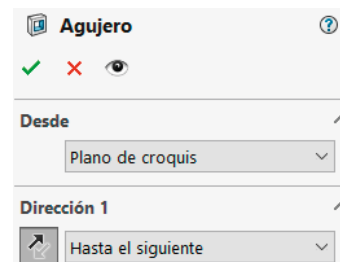 Agujero
Desde
Plano de croquis
Dirección 1
Hasta el siguiente